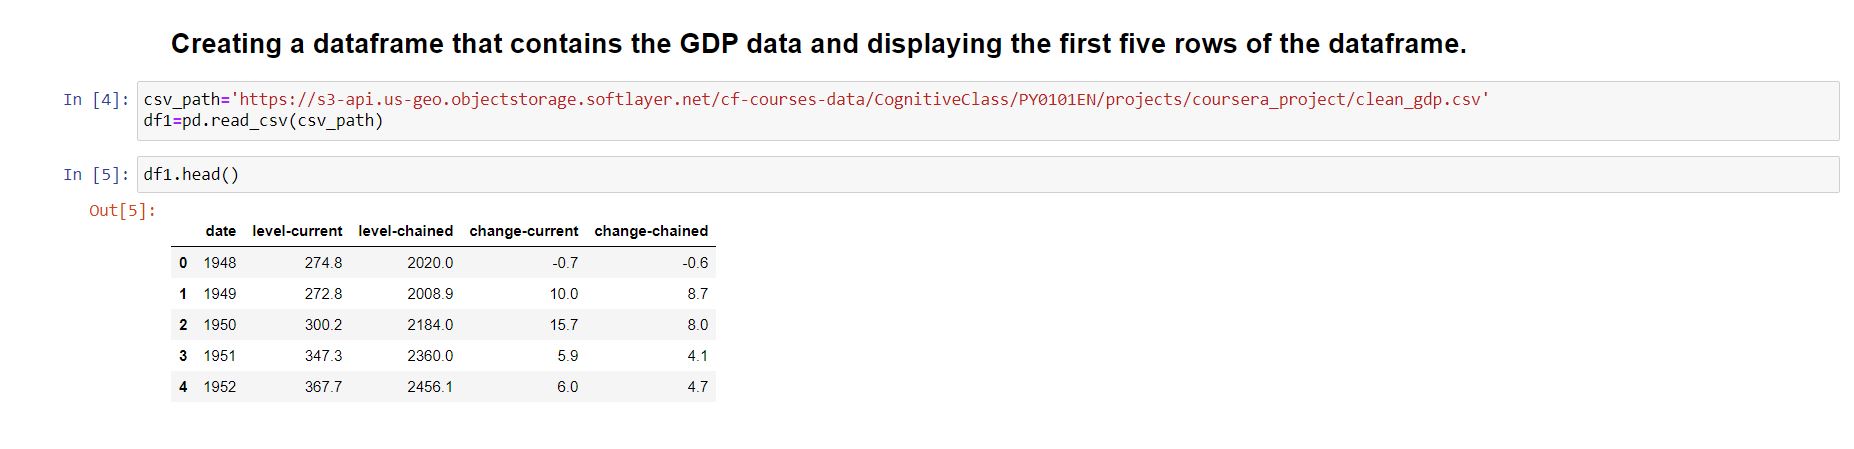 Creating a dataframe that contains the GDP data and displaying the first five rows of the dataframe.
In [4]: csv_path='https://s3-api.us-geo.objectstorage.softlayer.net/cf-courses-data/CognitiveClass/PY0101EN/projects/coursera_project/clean_gdp.csv'
df1=pd.read_csv(csv_path)
In [5]: df1.head()
Out[5]:
date level-current level-chained change-current change-chained
0 1948 274.8 2020.0 -0.7 -0.6
1 1949 272.8 2008.9 10.0 8.7
2 1950 300.2 2184.0 15.7 8.0
3 1951 347.3 2360.0 5.9 4.1
4 1952 367.7 2456.1 6.0 4.7